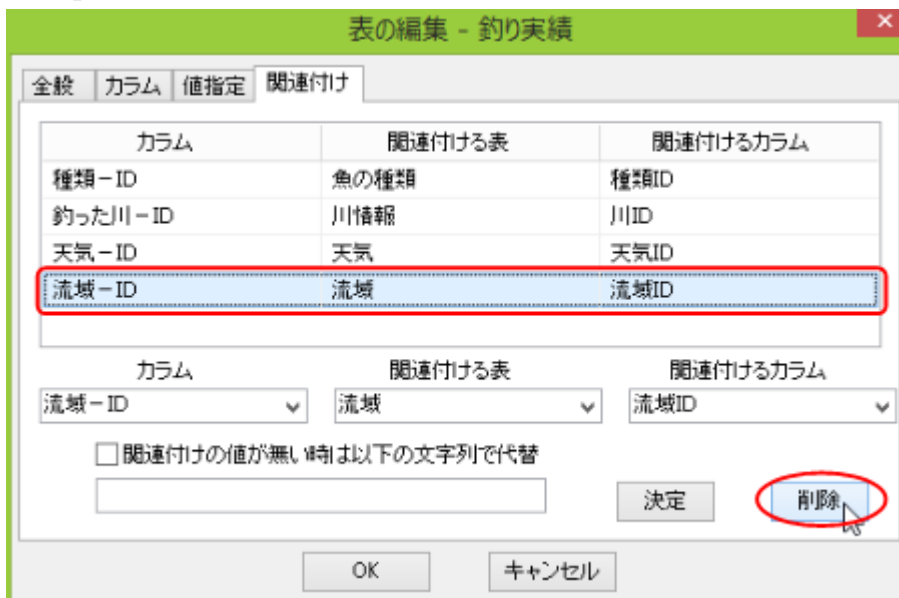 表の編集 - 釣り実績
全般 カラム 値指定 関連付け
カラム 関連付ける表 関連付けるカラム
種類－ID 魚の種類 種類ID
釣った川－ID 川情報 川ID
天気－ID 天気 天気ID
流域－ID 流域 流域ID
カラム 関連付ける表 関連付けるカラム
流域－ID 流域 流域ID
関連付けの値が無い時は以下の文字列で代替
決定 削除
OK キャンセル